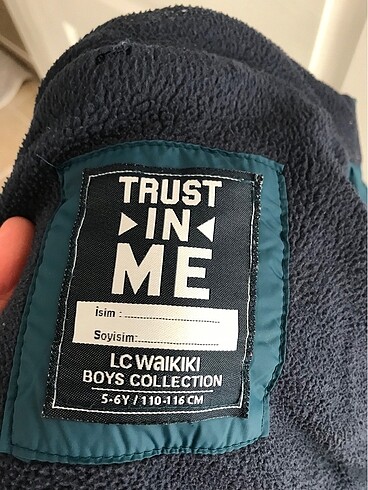 TRUST
IN
ME
isim :
Soyisim:
LC WAIKIKI
BOYS COLLECTION
5-6Y / 110-116 CM